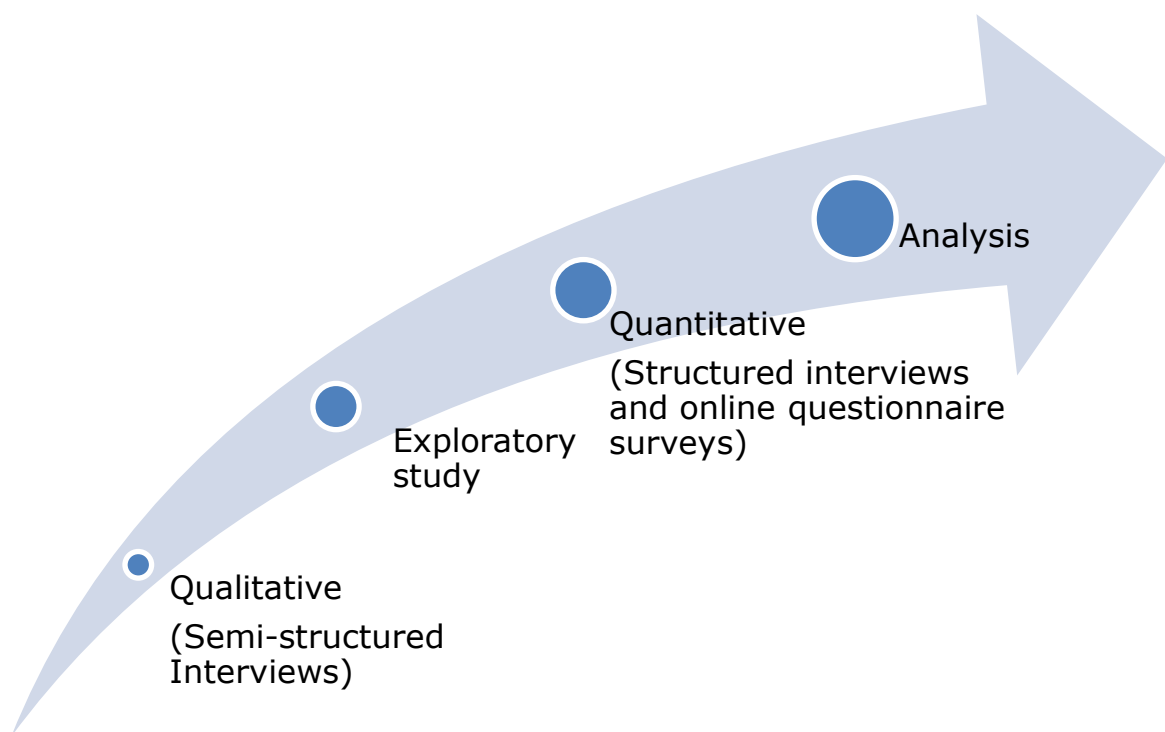 Analysis
Quantitative
(Structured interviews
and online questionnaire
surveys)
Exploratory
study
Qualitative
(Semi-structured
Interviews)